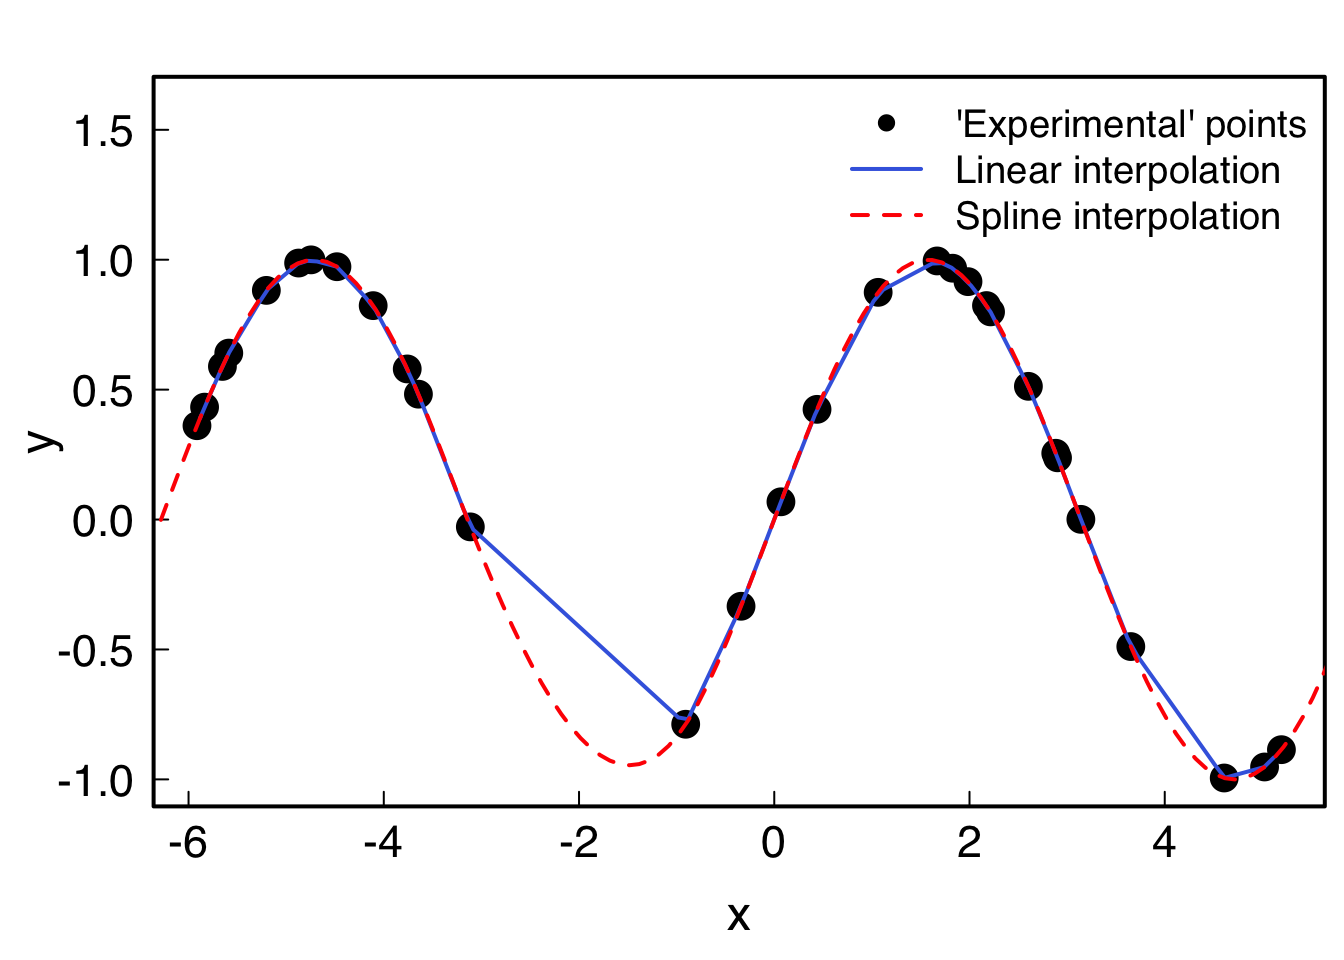 'Experimental' points
Linear interpolation
Spline interpolation
1.5
1.0
0.5
0.0
-0.5
-1.0
y
-6 -4 -2 0 2 4
x